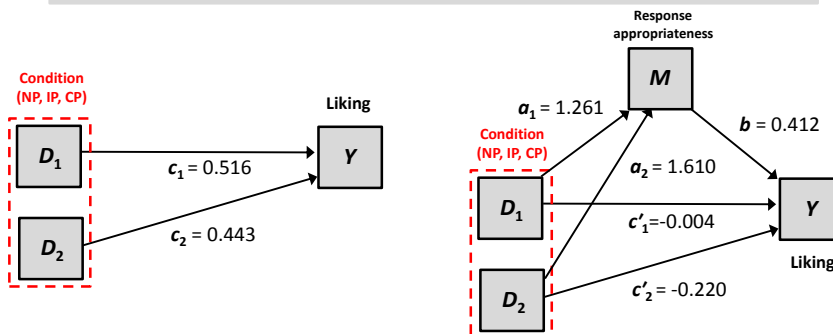 Condition
(NP, IP, CP)
D1
D2
c1 = 0.516
c2 = 0.443
Liking
Y
Response
appropriateness
M
a1 = 1.261
b = 0.412
Condition
(NP, IP, CP)
a2 = 1.610
D1
c′1=-0.004
Y
Liking
D2
c′2 = -0.220